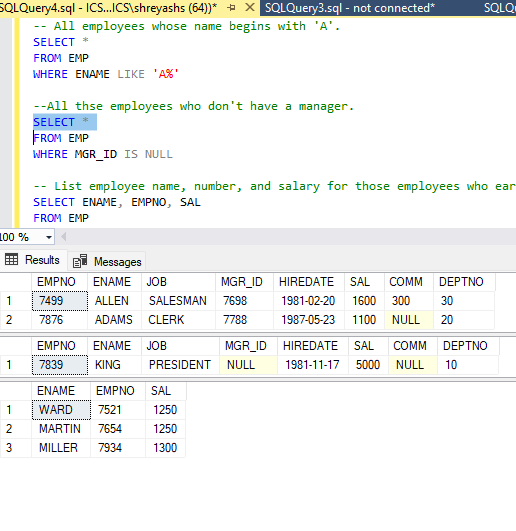 SQLQuery4.sql - ICS...ICS\shreyashs (64))* SQLQuery3.sql - not connected* SQLQ
-- All employees whose name begins with 'A'.
SELECT *
FROM EMP
WHERE ENAME LIKE 'A%'
--All thse employees who don't have a manager.
SELECT *
FROM EMP
WHERE MGR_ID IS NULL
-- List employee name, number, and salary for those employees who ear
SELECT ENAME, EMPNO, SAL
FROM EMP
100 %
Results Messages
EMPNO ENAME JOB MGR_ID HIREDATE SAL COMM DEPTNO
1 7499 ALLEN SALESMAN 7698 1981-02-20 1600 300 30
2 7876 ADAMS CLERK 7788 1987-05-23 1100 NULL 20
EMPNO ENAME JOB MGR_ID HIREDATE SAL COMM DEPTNO
1 7839 KING PRESIDENT NULL 1981-11-17 5000 NULL 10
ENAME EMPNO SAL
1 WARD 7521 1250
2 MARTIN 7654 1250
3 MILLER 7934 1300